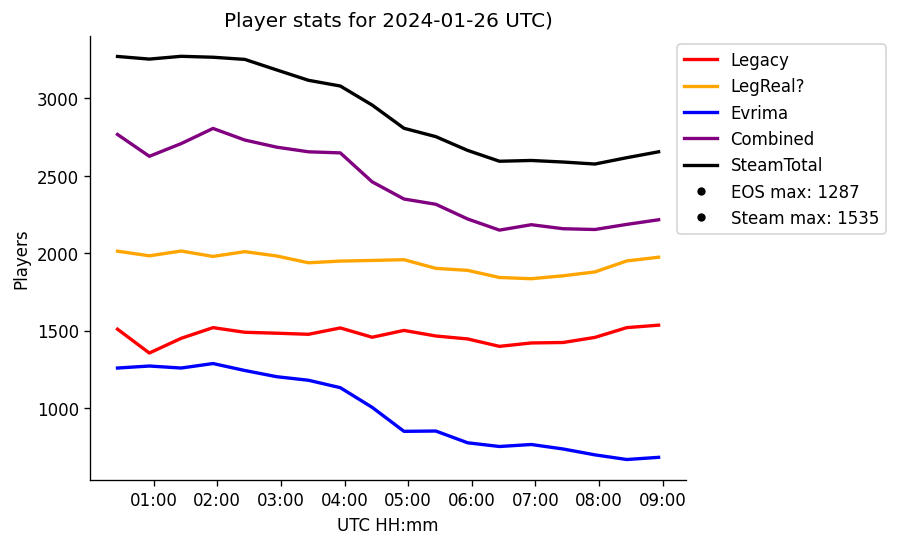 Player stats for 2024-01-26 UTC)
Players
3000
2500
2000
1500
1000
01:00 02:00 03:00 04:00 05:00 06:00 07:00 08:00 09:00
UTC HH:mm
Legacy
LegReal?
Evrima
Combined
SteamTotal
EOS max: 1287
Steam max: 1535